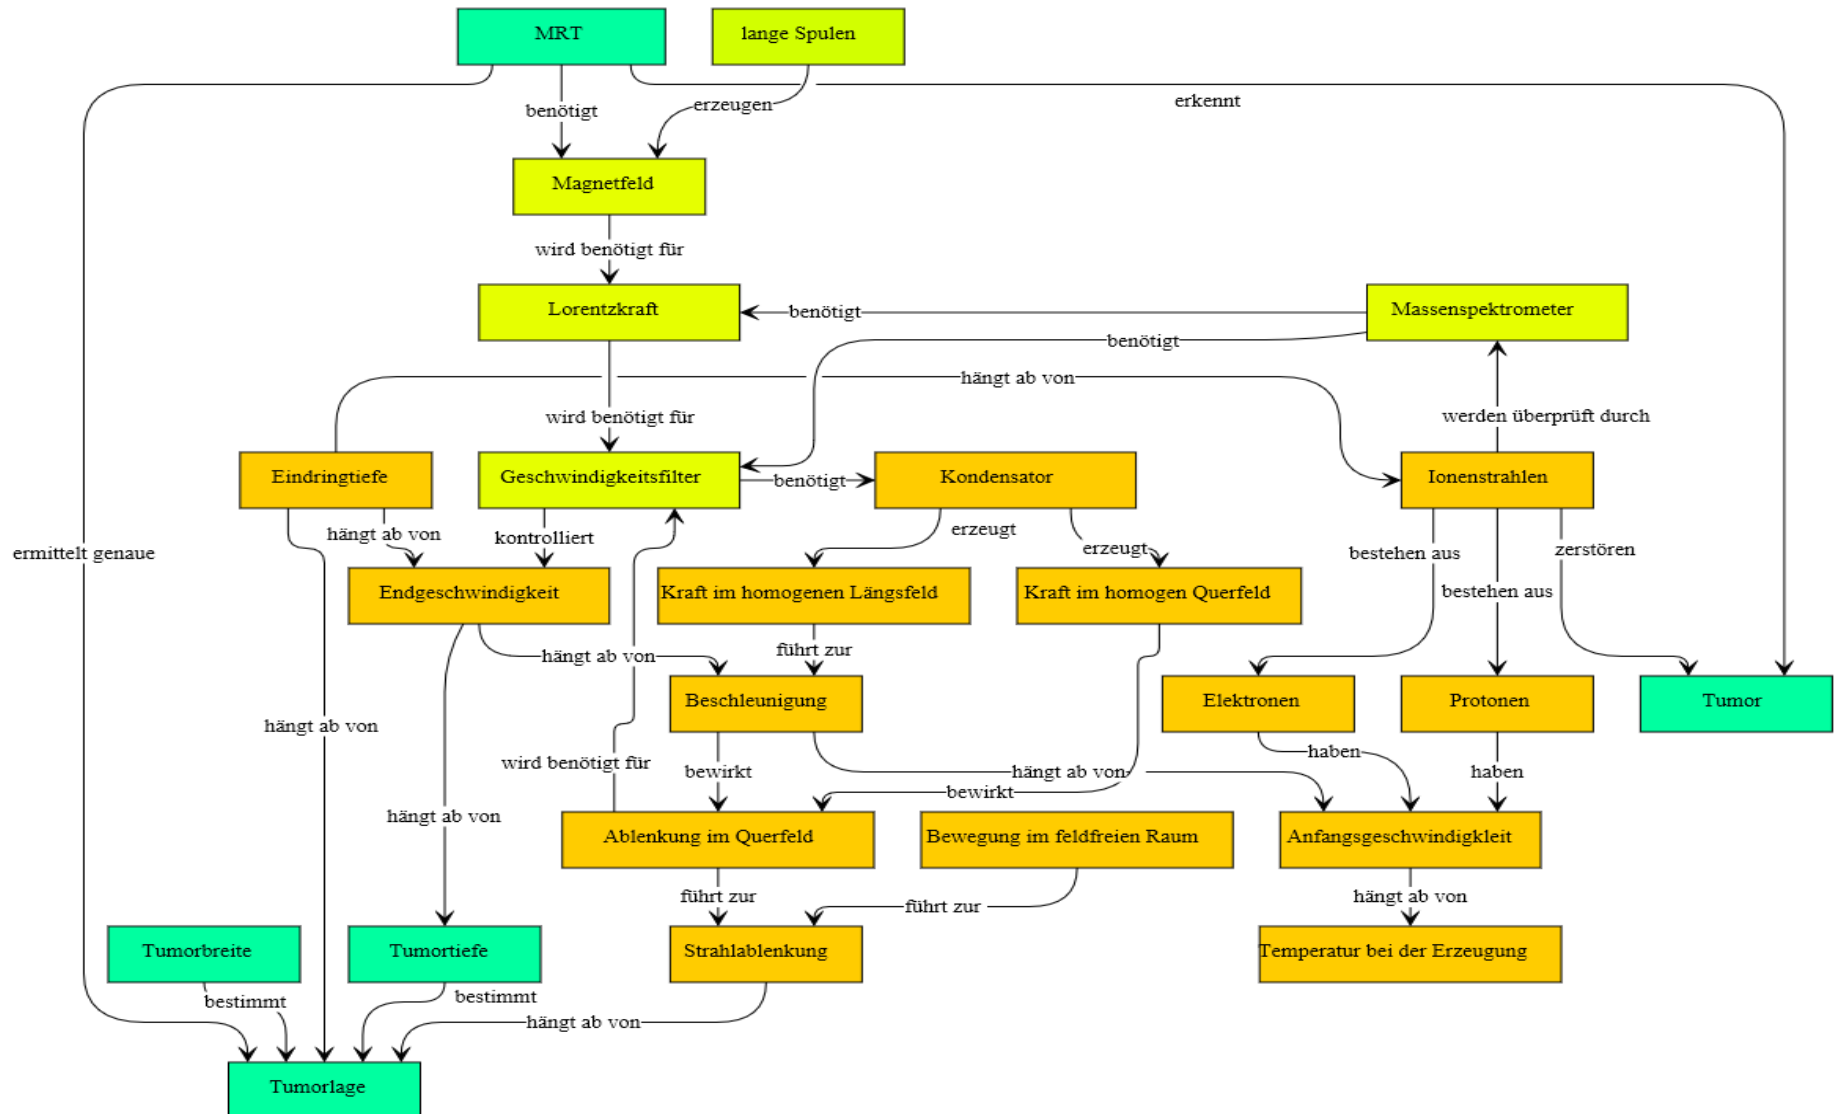 MRT
lange Spulen
benötigt
erzeugen
erkennt
Magnetfeld
wird benötigt für
Lorentzkraft
benötigt
Massenspektrometer
benötigt
hängt ab von
wird benötigt für
werden überprüft durch
Eindringtiefe
Geschwindigkeitsfilter
benötigt
Kondensator
Ionenstrahlen
hängt ab von
kontrolliert
erzeugt
erzeugt
ermittelt genaue
bestehen aus
zerstören
Endgeschwindigkeit
Kraft im homogenen Längsfeld
Kraft im homogen Querfeld
bestehen aus
hängt ab von
führt zur
Beschleunigung
Elektronen
Protonen
Tumor
hängt ab von
wird benötigt für
bewirkt
hängt ab von
haben
haben
bewirkt
hängt ab von
Ablenkung im Querfeld
Bewegung im feldfreien Raum
Anfangsgeschwindigkleit
führt zur
führt zur
hängt ab von
Tumorbreite
Tumortiefe
Strahlablenkung
Temperatur bei der Erzeugung
bestimmt
bestimmt
hängt ab von
Tumorlage